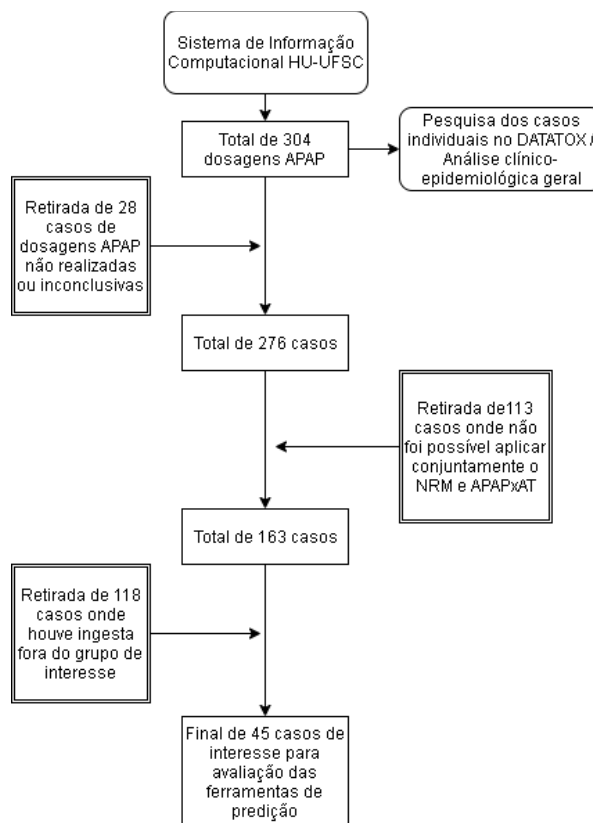 Sistema de Informação
Computacional HU-UFSC
Total de 304
dosagens APAP
Pesquisa dos casos
individuais no DATATOX /
Análise clínico-
epidemiológica geral
Retirada de 28
casos de
dosagens APAP
não realizadas
ou inconclusivas
Total de 276 casos
Retirada de113
casos onde não
foi possível aplicar
conjuntamente o
NRM e APAPxAT
Total de 163 casos
Retirada de 118
casos onde
houve ingesta
fora do grupo de
interesse
Final de 45 casos de
interesse para
avaliação das
ferramentas de
predição